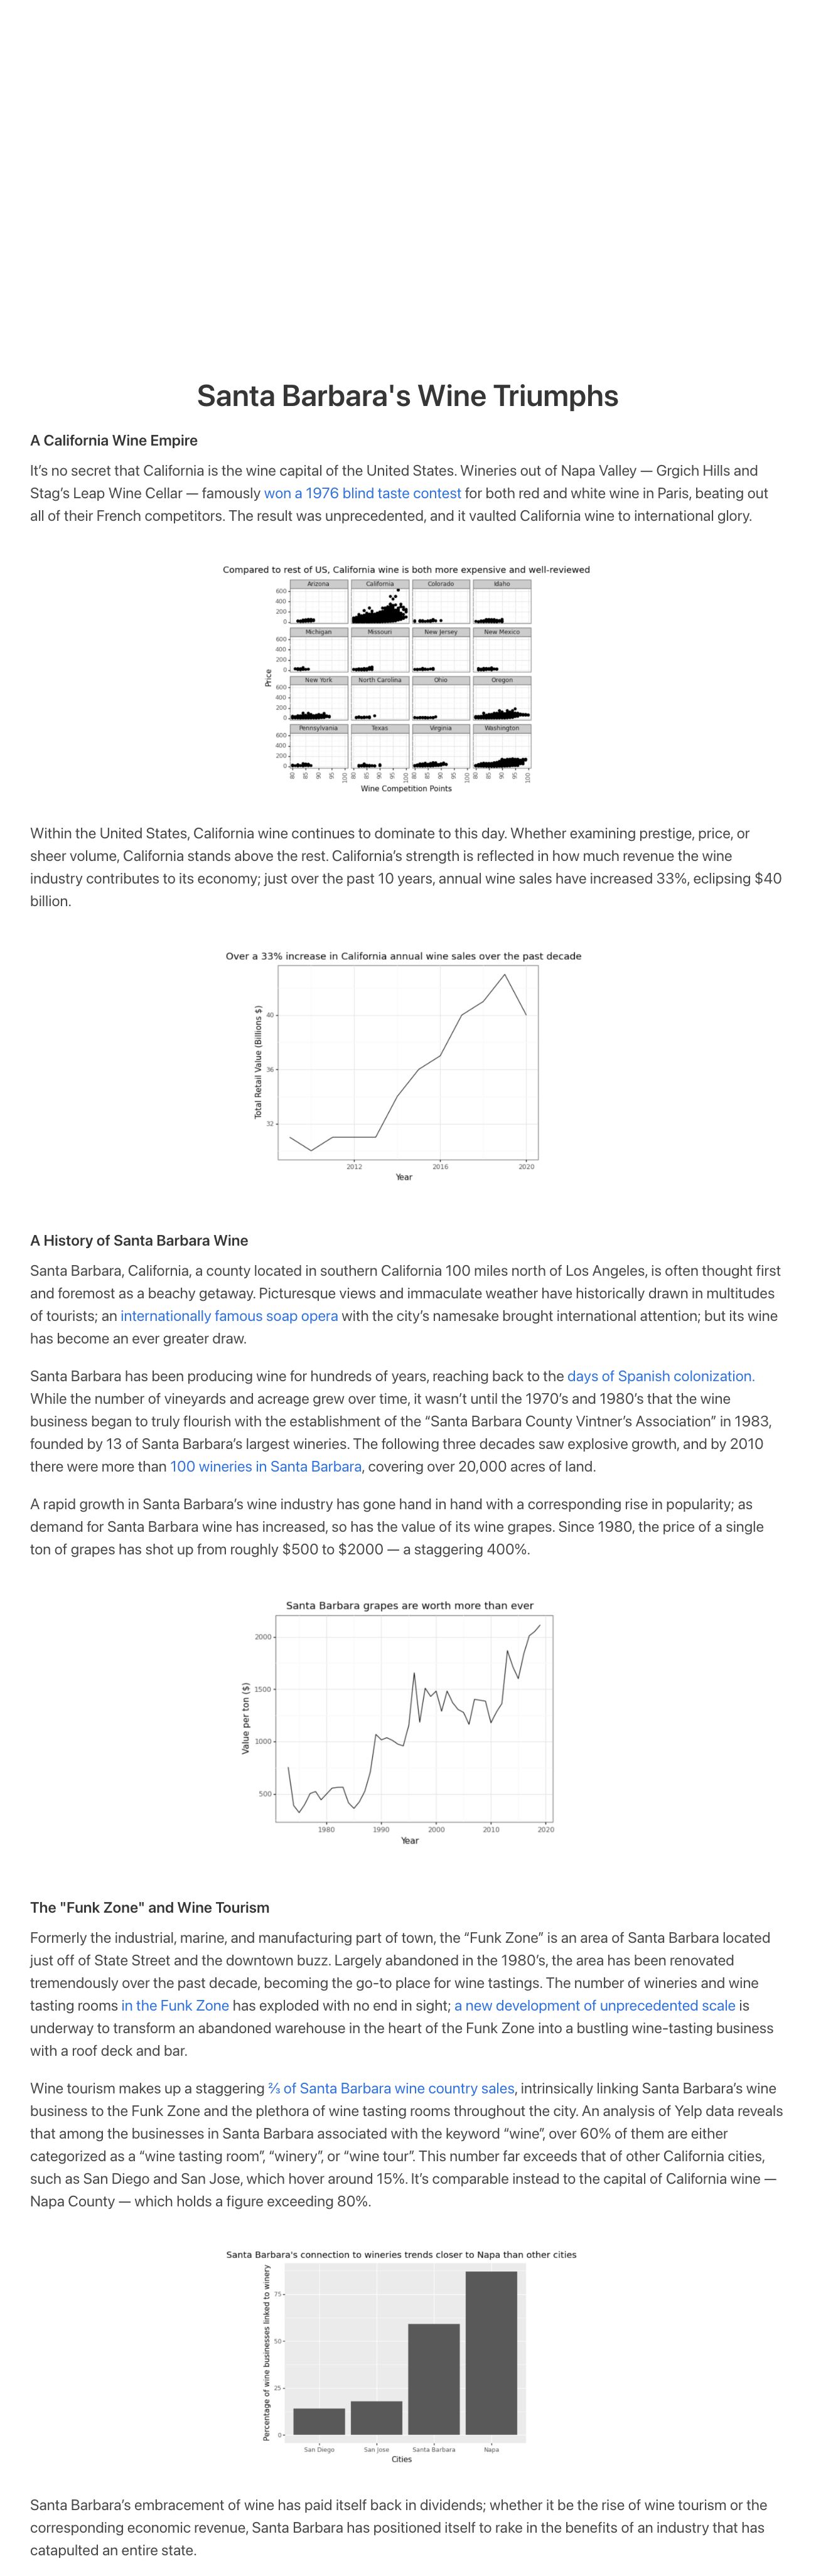 Santa Barbara's Wine Triumphs
A California Wine Empire
It's no secret that California is the wine capital of the United States. Wineries out of Napa Valley — Grgich Hills and
Stag's Leap Wine Cellar — famously won a 1976 blind taste contest for both red and white wine in Paris, beating out
all of their French competitors. The result was unprecedented, and it vaulted California wine to international glory.
Compared to rest of US, California wine is both more expensive and well-reviewed
Arizona California Colorado Idaho
600
400
200
0
Michigan Missouri New Jersey New Mexico
600
400
200
0
Price
New York North Carolina Ohio Oregon
600
400
200
0
Pennsylvania Texas Virginia Washington
600
400
200
0
80 85 90 95 100 80 85 90 95 100 80 85 90 95 100 80 85 90 95 100
Wine Competition Points
Within the United States, California wine continues to dominate to this day. Whether examining prestige, price, or
sheer volume, California stands above the rest. California's strength is reflected in how much revenue the wine
industry contributes to its economy; just over the past 10 years, annual wine sales have increased 33%, eclipsing $40
billion.
Over a 33% increase in California annual wine sales over the past decade
Total Retail Value (Billions $)
40
36
32
2012 2016 2020
Year
A History of Santa Barbara Wine
Santa Barbara, California, a county located in southern California 100 miles north of Los Angeles, is often thought first
and foremost as a beachy getaway. Picturesque views and immaculate weather have historically drawn in multitudes
of tourists; an internationally famous soap opera with the city's namesake brought international attention; but its wine
has become an ever greater draw.
Santa Barbara has been producing wine for hundreds of years, reaching back to the days of Spanish colonization.
While the number of vineyards and acreage grew over time, it wasn't until the 1970's and 1980's that the wine
business began to truly flourish with the establishment of the “Santa Barbara County Vintner's Association” in 1983,
founded by 13 of Santa Barbara's largest wineries. The following three decades saw explosive growth, and by 2010
there were more than 100 wineries in Santa Barbara, covering over 20,000 acres of land.
A rapid growth in Santa Barbara's wine industry has gone hand in hand with a corresponding rise in popularity; as
demand for Santa Barbara wine has increased, so has the value of its wine grapes. Since 1980, the price of a single
ton of grapes has shot up from roughly $500 to $2000 — a staggering 400%.
Santa Barbara grapes are worth more than ever
Value per ton ($)
2000
1500
1000
500
1980 1990 2000 2010 2020
Year
The "Funk Zone" and Wine Tourism
Formerly the industrial, marine, and manufacturing part of town, the “Funk Zone” is an area of Santa Barbara located
just off of State Street and the downtown buzz. Largely abandoned in the 1980's, the area has been renovated
tremendously over the past decade, becoming the go-to place for wine tastings. The number of wineries and wine
tasting rooms in the Funk Zone has exploded with no end in sight; a new development of unprecedented scale is
underway to transform an abandoned warehouse in the heart of the Funk Zone into a bustling wine-tasting business
with a roof deck and bar.
Wine tourism makes up a staggering ⅔ of Santa Barbara wine country sales, intrinsically linking Santa Barbara's wine
business to the Funk Zone and the plethora of wine tasting rooms throughout the city. An analysis of Yelp data reveals
that among the businesses in Santa Barbara associated with the keyword “wine”, over 60% of them are either
categorized as a “wine tasting room”, “winery”, or “wine tour”. This number far exceeds that of other California cities,
such as San Diego and San Jose, which hover around 15%. It's comparable instead to the capital of California wine —
Napa County — which holds a figure exceeding 80%.
Santa Barbara's connection to wineries trends closer to Napa than other cities
Percentage of wine businesses linked to winery
75
50
25
0
San Diego San Jose Santa Barbara Napa
Cities
Santa Barbara's embracement of wine has paid itself back in dividends; whether it be the rise of wine tourism or the
corresponding economic revenue, Santa Barbara has positioned itself to rake in the benefits of an industry that has
catapulted an entire state.